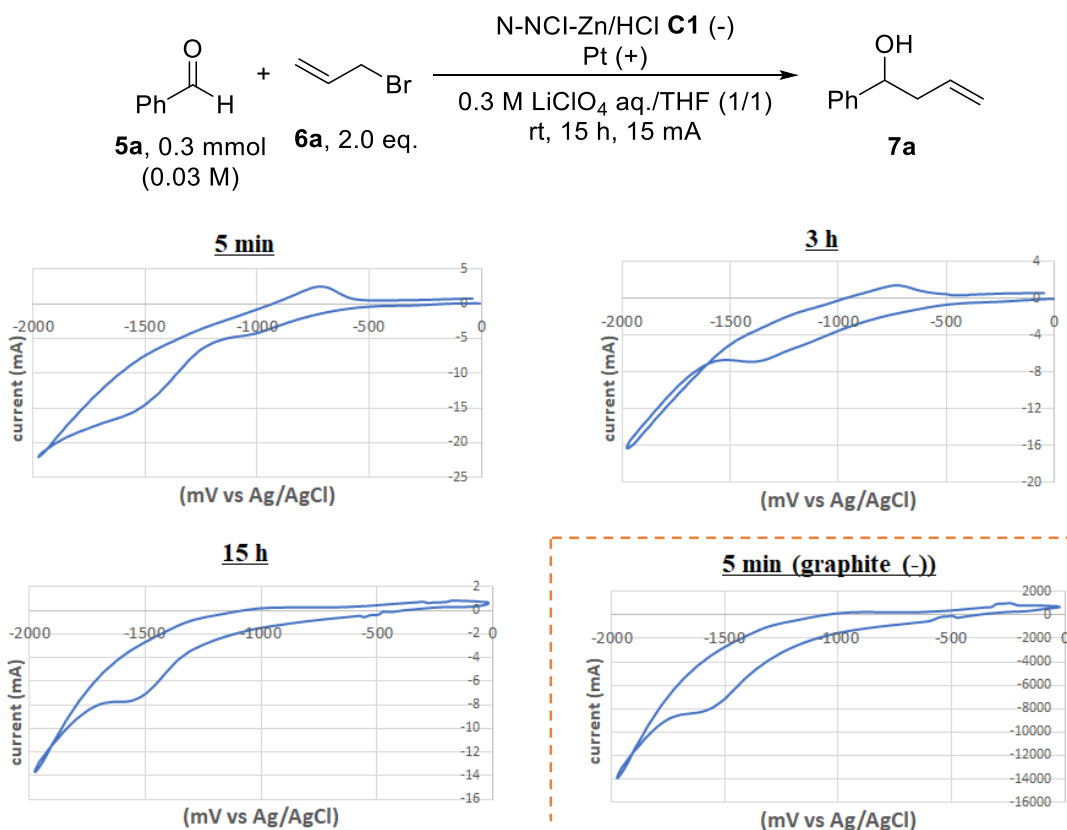 N-NCI-Zn/HCl C1 (-)
Pt (+)
0.3 M LiClO4 aq./THF (1/1)
rt, 15 h, 15 mA
O
Ph H
+
Br
5a, 0.3 mmol
(0.03 M)
6a, 2.0 eq.
OH
Ph
7a
5 min
5
0
-5
-10
-15
-20
-25
-2000 -1500 -1000 -500 0
current (mA)
(mV vs Ag/AgCl)
3 h
4
0
-4
-8
-12
-16
-20
-2000 -1500 -1000 -500 0
current (mA)
(mV vs Ag/AgCl)
15 h
2
0
-2
-4
-6
-8
-10
-12
-14
-16
-2000 -1500 -1000 -500 0
current (mA)
(mV vs Ag/AgCl)
5 min (graphite (-))
2000
0
-2000
-4000
-6000
-8000
-10000
-12000
-14000
-16000
-2000 -1500 -1000 -500 0
current (mA)
(mV vs Ag/AgCl)